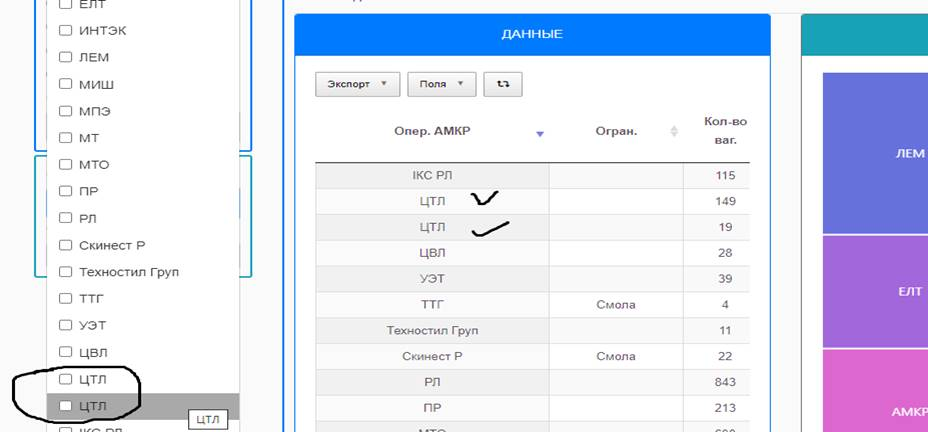 ЕЛТ
ИНТЭК
ЛЕМ
МИШ
МПЭ
МТ
МТО
ПР
РЛ
Скинест Р
Техностил Груп
ТТГ
УЭТ
ЦВЛ
ЦТЛ
ЦТЛ
ЦТЛ
ІКС РЛ
ДАННЫЕ
Экспорт
Поля
Опер. АМКР Огран. Кол-во
ваг.
ІКС РЛ 115
ЦТЛ 149
ЦТЛ 19
ЦВЛ 28
УЭТ 39
ТТГ Смола 4
Техностил Груп 11
Скинест Р Смола 22
РЛ 843
ПР 213
МТО
ЛЕМ
ЕЛТ
АМКР